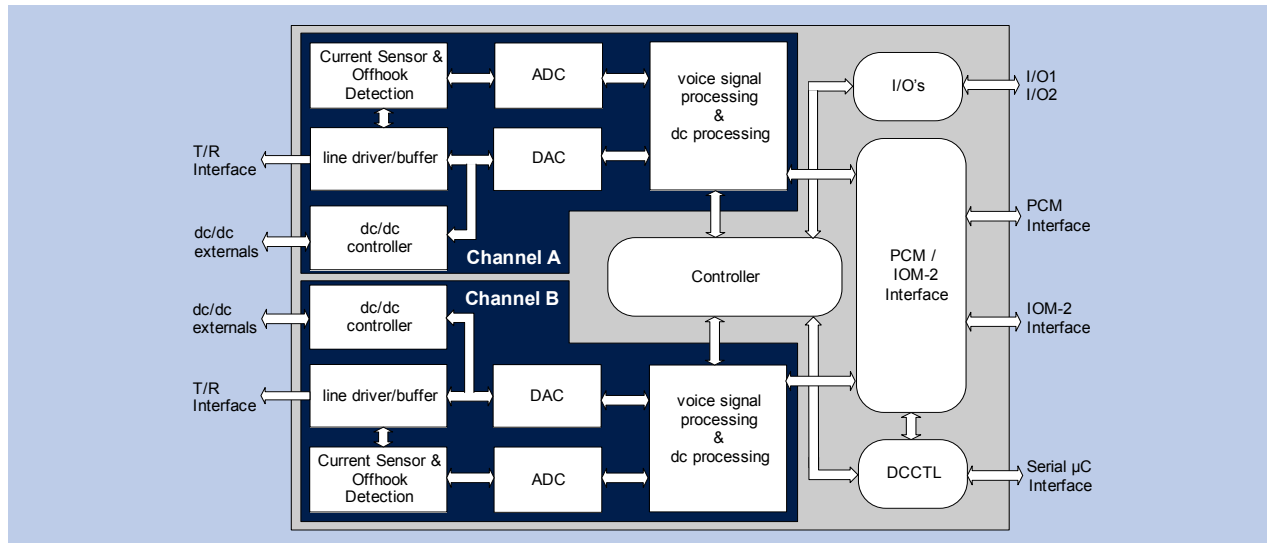 Current Sensor &
Offhook
Detection
ADC
voice signal
processing
&
dc processing
I/O's
I/O1
I/O2
T/R
Interface
line driver/buffer
DAC
dc/dc
externals
dc/dc
controller
Channel A
Controller
PCM /
IOM-2
Interface
PCM
Interface
Channel B
dc/dc
externals
dc/dc
controller
IOM-2
Interface
T/R
Interface
line driver/buffer
DAC
voice signal
processing
&
dc processing
Current Sensor &
Offhook
Detection
ADC
DCCTL
Serial µC
Interface